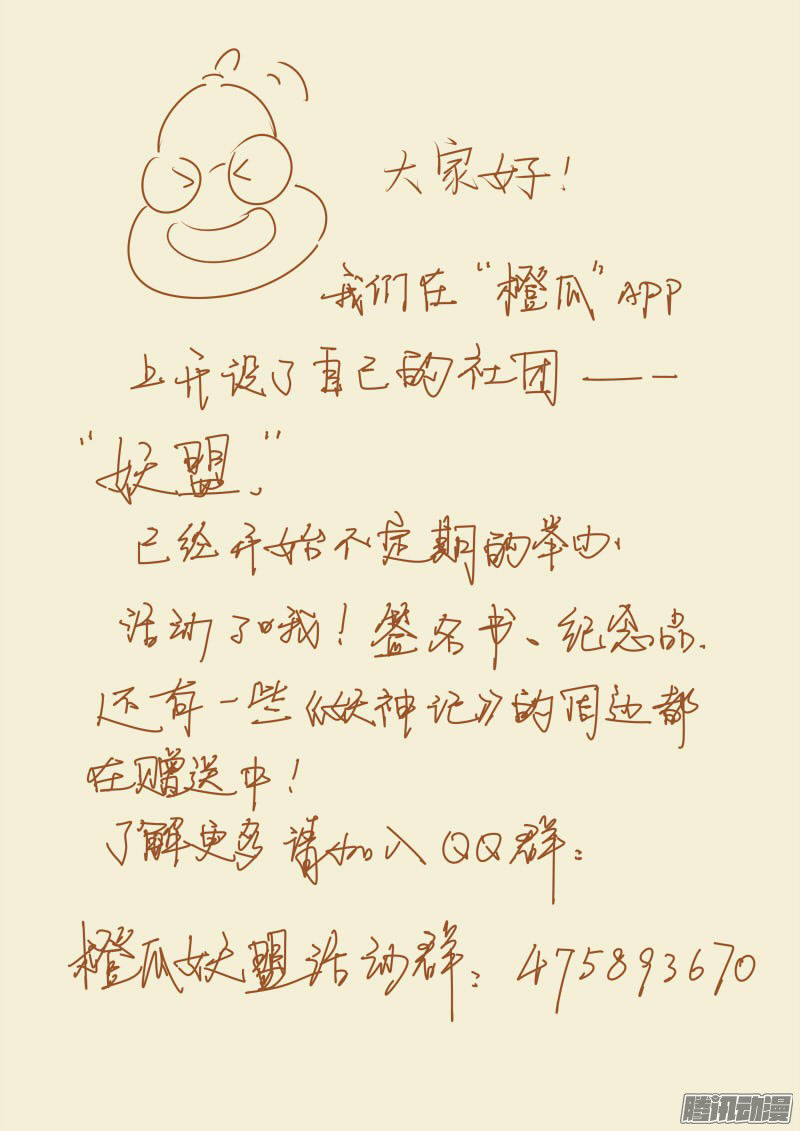 大家好！
我们在“橙瓜”APP
上开设了自己的社团——
“妖盟”
已经开始不定期的举办
活动了哦！签名书、纪念品.
还有一些《妖神记》的周边都
在赠送中！
了解更多请加入QQ群：
橙瓜妖盟活动群：475893670
腾讯动漫